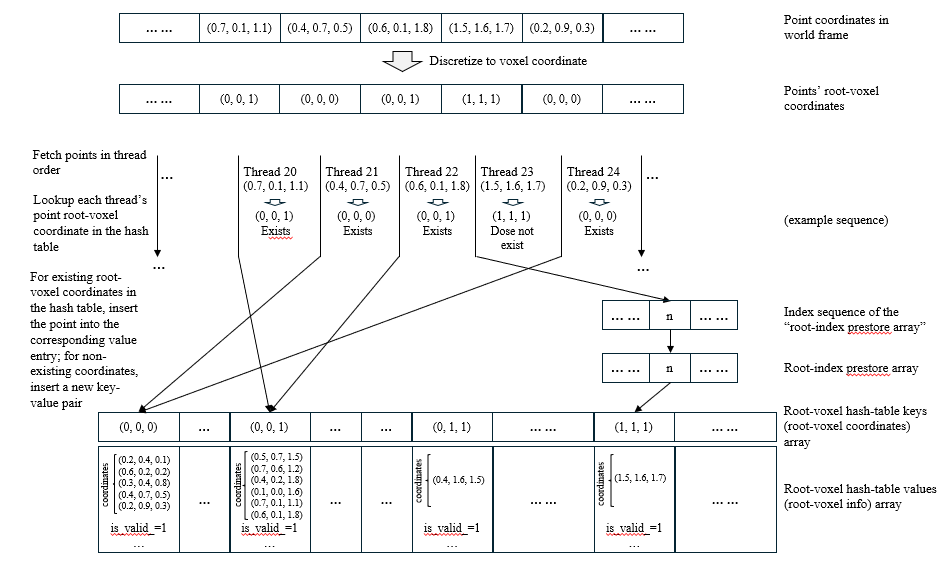 ... ...
(0.7, 0.1, 1.1)
(0.4, 0.7, 0.5)
(0.6, 0.1, 1.8)
(1.5, 1.6, 1.7)
(0.2, 0.9, 0.3)
... ...
Point coordinates in
world frame
Discretize to voxel coordinate
... ...
(0, 0, 1)
(0, 0, 0)
(0, 0, 1)
(1, 1, 1)
(0, 0, 0)
... ...
Points' root-voxel
coordinates
Fetch points in thread
order
Lookup each thread's
point root-voxel
coordinate in the hash
table
For existing root-
voxel coordinates in
the hash table, insert
the point into the
corresponding value
entry; for non-
existing coordinates,
insert a new key-
value pair
...
...
Thread 20
(0.7, 0.1, 1.1)
(0, 0, 1)
Exists
Thread 21
(0.4, 0.7, 0.5)
(0, 0, 0)
Exists
Thread 22
(0.6, 0.1, 1.8)
(0, 0, 1)
Exists
Thread 23
(1.5, 1.6, 1.7)
(1, 1, 1)
Dose not
exist
Thread 24
(0.2, 0.9, 0.3)
(0, 0, 0)
Exists
...
...
(example sequence)
... ...
n
... ...
Index sequence of the
"root-index prestore array"
... ...
n
... ...
Root-index prestore array
(0, 0, 0)
...
(0, 0, 1)
...
...
(0, 1, 1)
... ...
(1, 1, 1)
... ...
Root-voxel hash-table keys
(root-voxel coordinates)
array
coordinates
(0.2, 0.4, 0.1)
(0.6, 0.2, 0.2)
(0.3, 0.4, 0.8)
(0.4, 0.7, 0.5)
(0.2, 0.9, 0.3)
is_valid_=1
...
...
coordinates
(0.5, 0.7, 1.5)
(0.7, 0.6, 1.2)
(0.4, 0.2, 1.8)
(0.1, 0.0, 1.6)
(0.7, 0.1, 1.1)
(0.6, 0.1, 1.8)
is_valid_=1
...
...
...
coordinates
(0.4, 1.6, 1.5)
is_valid_=1
...
... ...
coordinates
(1.5, 1.6, 1.7)
is_valid_=1
...
... ...
Root-voxel hash-table values
(root-voxel info) array